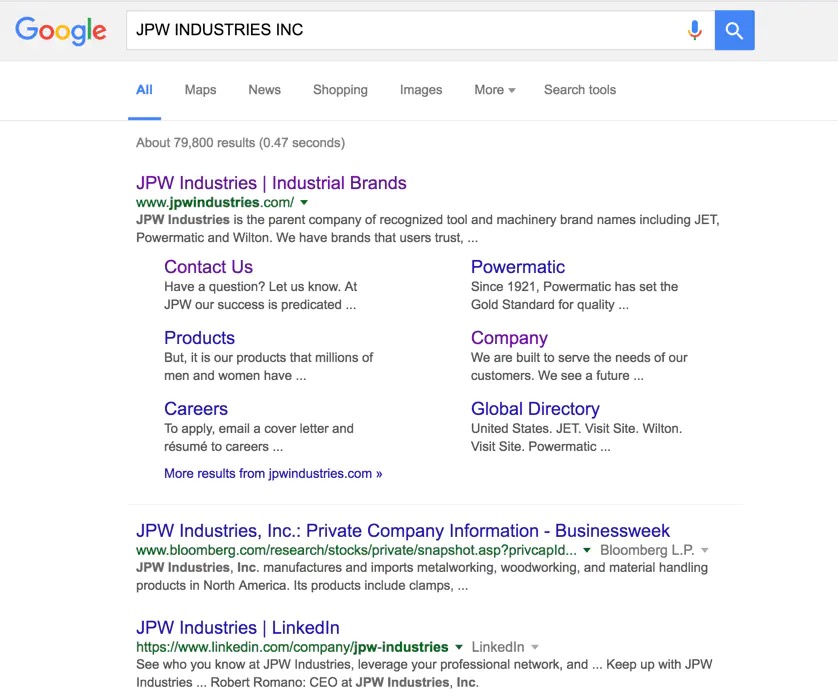 Google
JPW INDUSTRIES INC
All Maps News Shopping Images More Search tools
About 79,800 results (0.47 seconds)
JPW Industries | Industrial Brands
www.jpwindustries.com/
JPW Industries is the parent company of recognized tool and machinery brand names including JET,
Powermatic and Wilton. We have brands that users trust, ...
Contact Us
Have a question? Let us know. At
JPW our success is predicated ...
Powermatic
Since 1921, Powermatic has set the
Gold Standard for quality ...
Products
But, it is our products that millions of
men and women have ...
Company
We are built to serve the needs of our
customers. We see a future ...
Careers
To apply, email a cover letter and
résumé to careers ...
Global Directory
United States. JET. Visit Site. Wilton.
Visit Site. Powermatic ...
More results from jpwindustries.com »
JPW Industries, Inc.: Private Company Information - Businessweek
www.bloomberg.com/research/stocks/private/snapshot.asp?privcapId... Bloomberg L.P.
JPW Industries, Inc. manufactures and imports metalworking, woodworking, and material handling
products in North America. Its products include clamps, ...
JPW Industries | LinkedIn
https://www.linkedin.com/company/jpw-industries LinkedIn
See who you know at JPW Industries, leverage your professional network, and ... Keep up with JPW
Industries ... Robert Romano: CEO at JPW Industries, Inc.